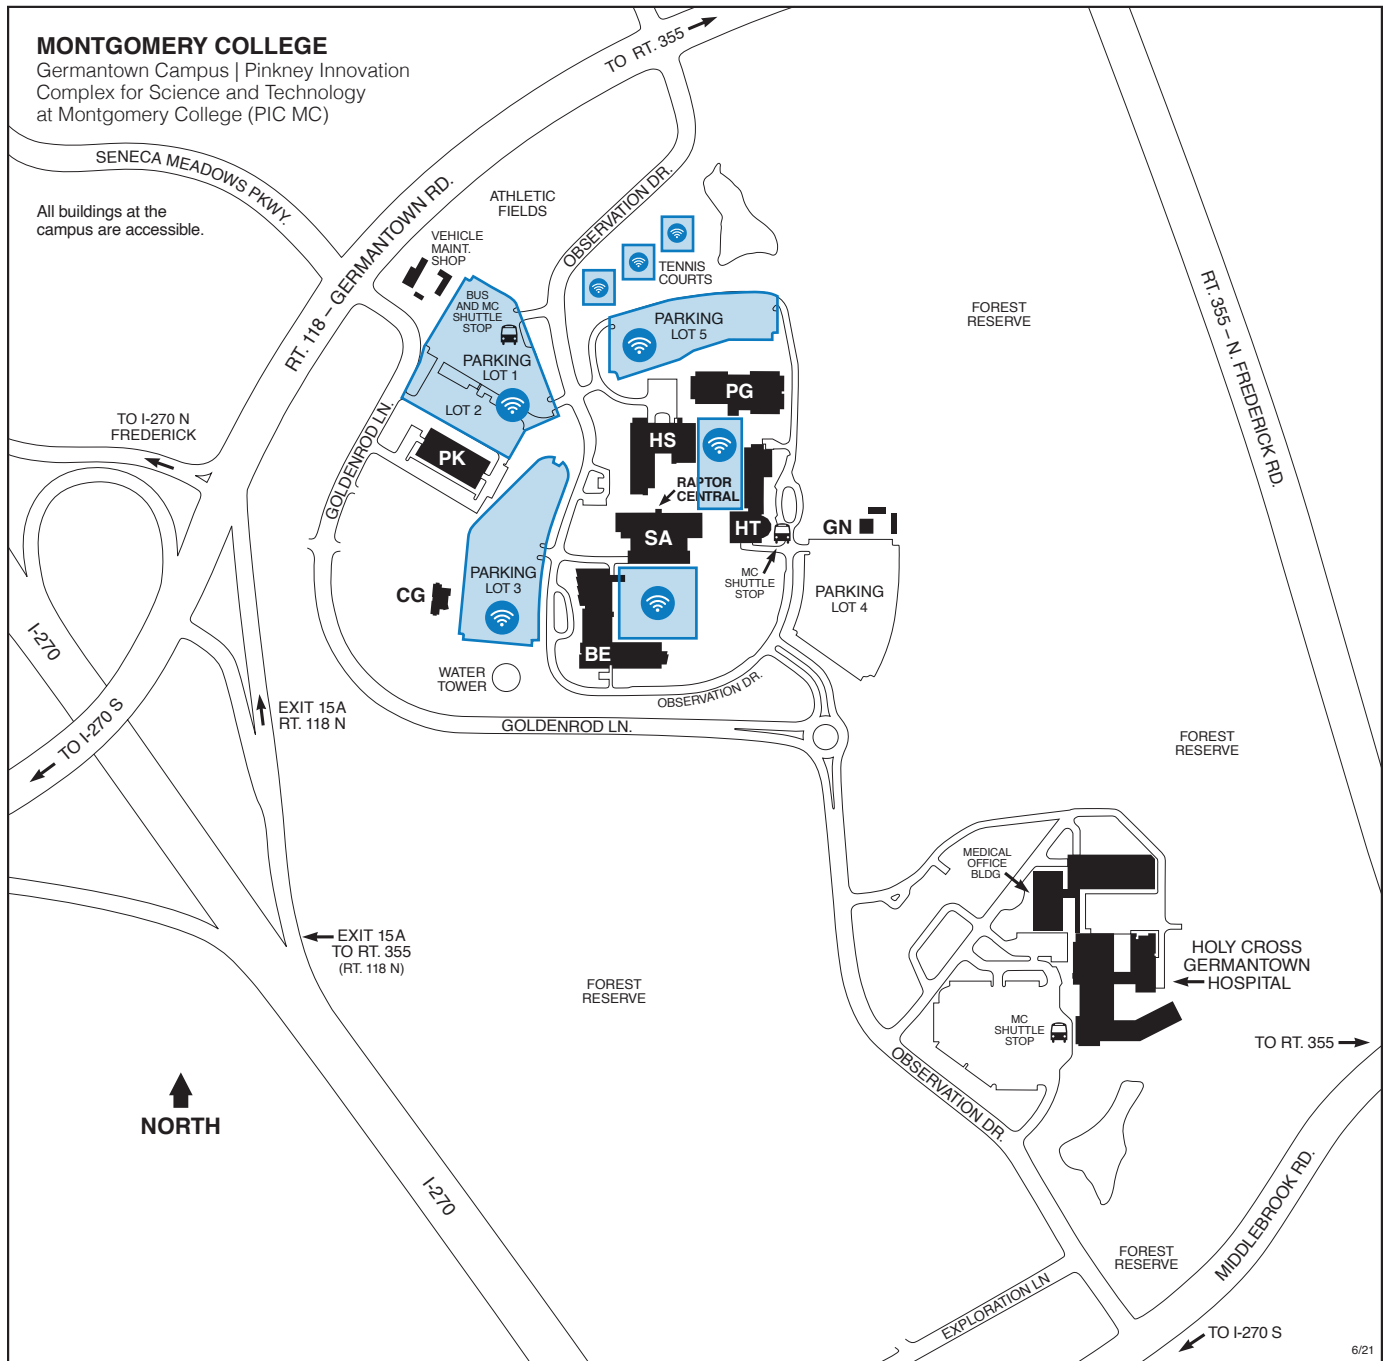 MONTGOMERY COLLEGE
Germantown Campus | Pinkney Innovation
Complex for Science and Technology
at Montgomery College (PIC MC)
TO RT. 355
SENECA MEADOWS PKWY.
All buildings at the
campus are accessible.
RT. 118 – GERMANTOWN RD.
ATHLETIC
FIELDS
OBSERVATION DR.
VEHICLE
MAINT.
SHOP
TENNIS
COURTS
BUS
AND MC
SHUTTLE
STOP
PARKING
LOT 1
LOT 2
PARKING
LOT 5
FOREST
RESERVE
RT. 355 – N. FREDERICK RD.
TO I-270 N
FREDERICK
GOLDENROD LN.
PK
PG
HS
RAPTOR
CENTRAL
SA
HT
GN
MC
SHUTTLE
STOP
PARKING
LOT 4
PARKING
LOT 3
CG
BE
WATER
TOWER
OBSERVATION DR.
GOLDENROD LN.
I-270
EXIT 15A
RT. 118 N
TO I-270 S
FOREST
RESERVE
MEDICAL
OFFICE
BLDG
EXIT 15A
TO RT. 355
(RT. 118 N)
HOLY CROSS
GERMANTOWN
HOSPITAL
FOREST
RESERVE
MC
SHUTTLE
STOP
TO RT. 355
OBSERVATION DR.
NORTH
I-270
MIDDLEBROOK RD.
FOREST
RESERVE
EXPLORATION LN
TO I-270 S
6/21